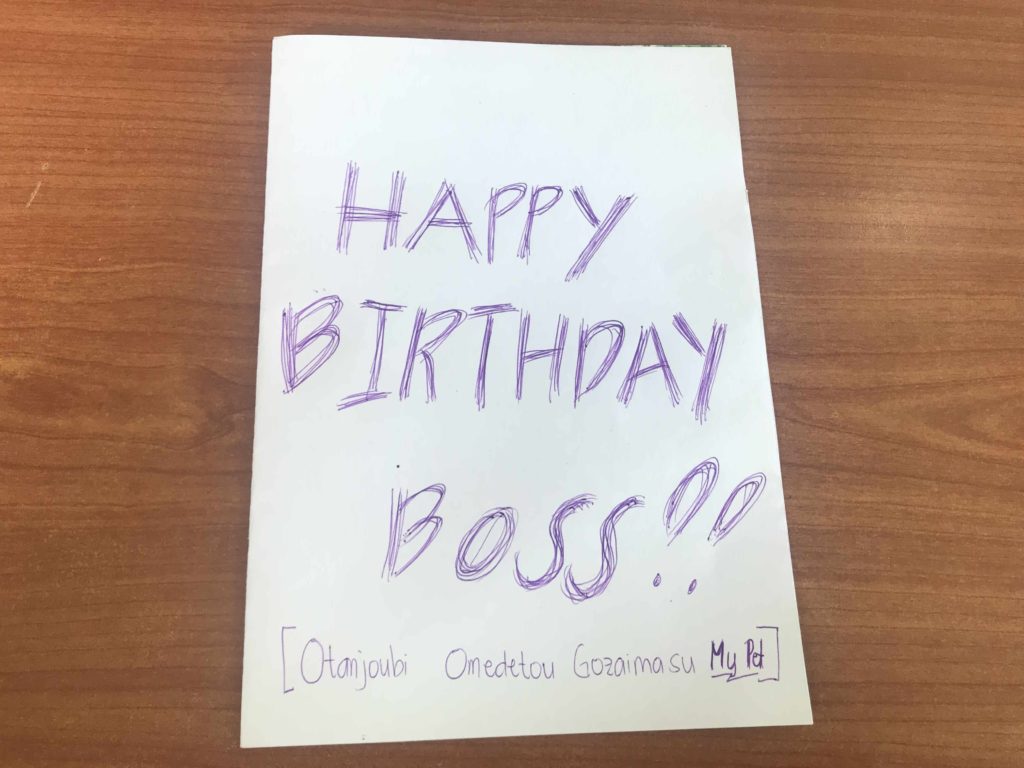 HAPPY
BIRTHDAY
BOSS!!
[Otanjoubi Omedetou Gozaimasu My Pet]